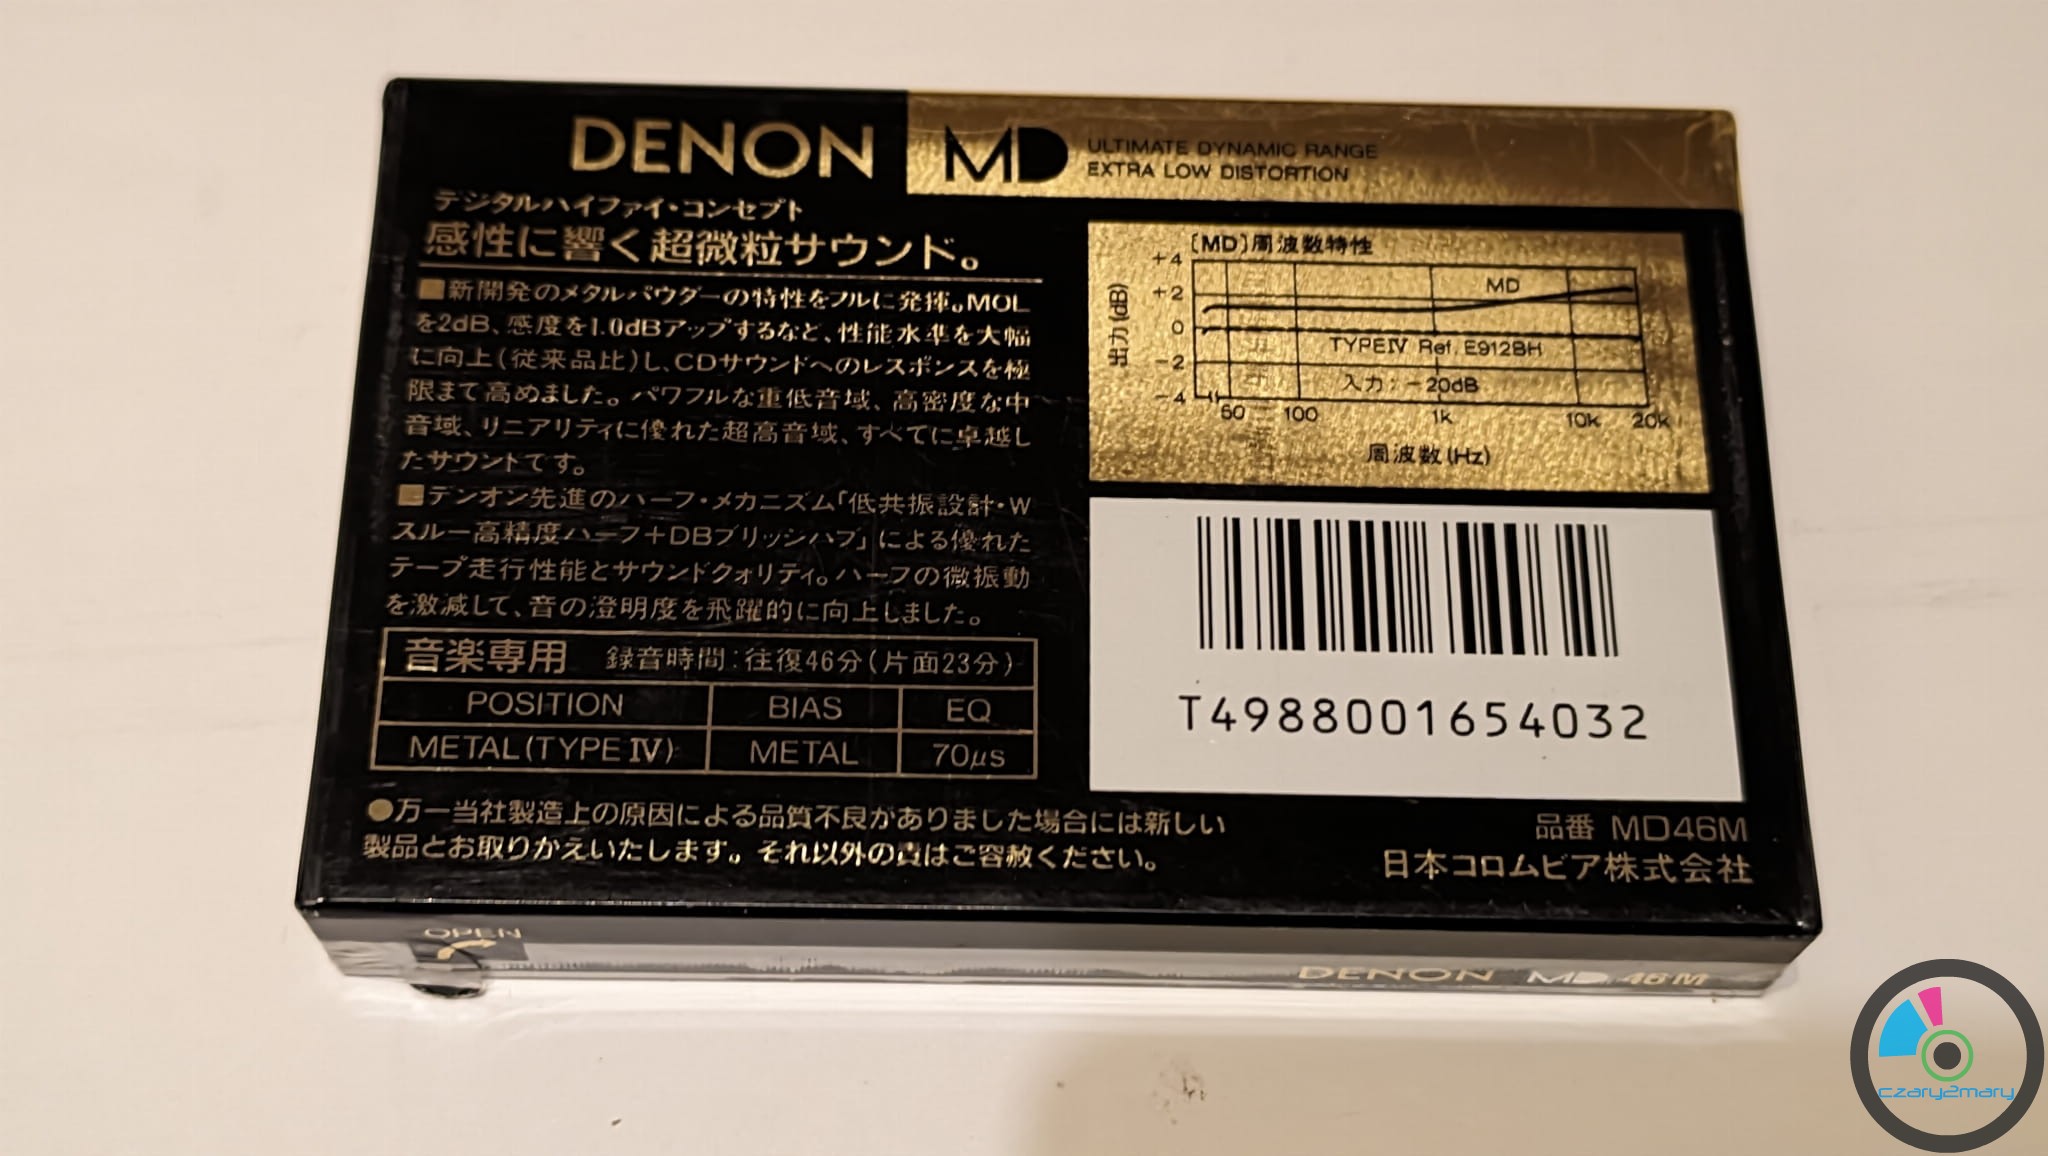 DENON MD ULTIMATE DYNAMIC RANGE
EXTRA LOW DISTORTION
デジタルハイファイ・コンセプト
感性に響く超微粒サウンド。
■新開発のメタルパウダーの特性をフルに発揮。MOL
を2dB、感度を1.0dBアップするなど、性能水準を大幅
に向上(従来品比)し、CDサウンドへのレスポンスを極
限まで高めました。パワフルな重低音域、高密度な中
音域、リニアリティに優れた超高音域、すべてに卓越し
たサウンドです。
■デンオン先進のハーフ・メカニズム「低共振設計・W
スルー高精度ハーフ+DBブリッジハブ」による優れた
テープ走行性能とサウンドクォリティ。ハーフの微振動
を激減して、音の澄明度を飛躍的に向上しました。
音楽専用 録音時間:往復46分(片面23分)
POSITION BIAS EQ
METAL(TYPE IV) METAL 70μs
●万一当社製造上の原因による品質不良がありました場合には新しい
製品とお取りかえいたします。それ以外の責はご容赦ください。
[MD]周波数特性
出力(dB)
+4
+2
0
-2
-4
MD
TYPEIV Ref. E912BH
入力:-20dB
50 100 1k 10k 20k
周波数(Hz)
T4988001654032
品番 MD46M
日本コロムビア株式会社
OPEN
DENON MD 46M
czary2mary